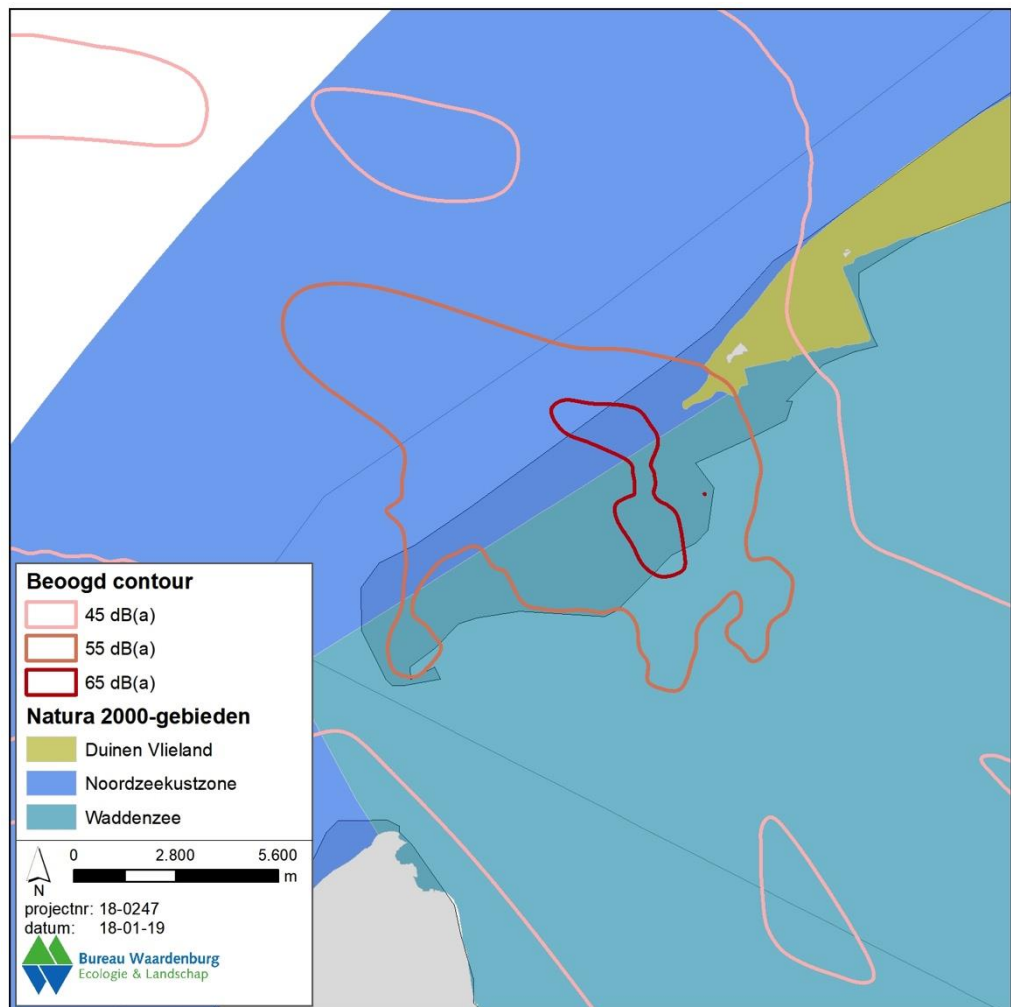 Beoogd contour
45 dB(a)
55 dB(a)
65 dB(a)
Natura 2000-gebieden
Duinen Vlieland
Noordzeekustzone
Waddenzee
0 2.800 5.600
m
N
projectnr: 18-0247
datum: 18-01-19
Bureau Waardenburg
Ecologie & Landschap